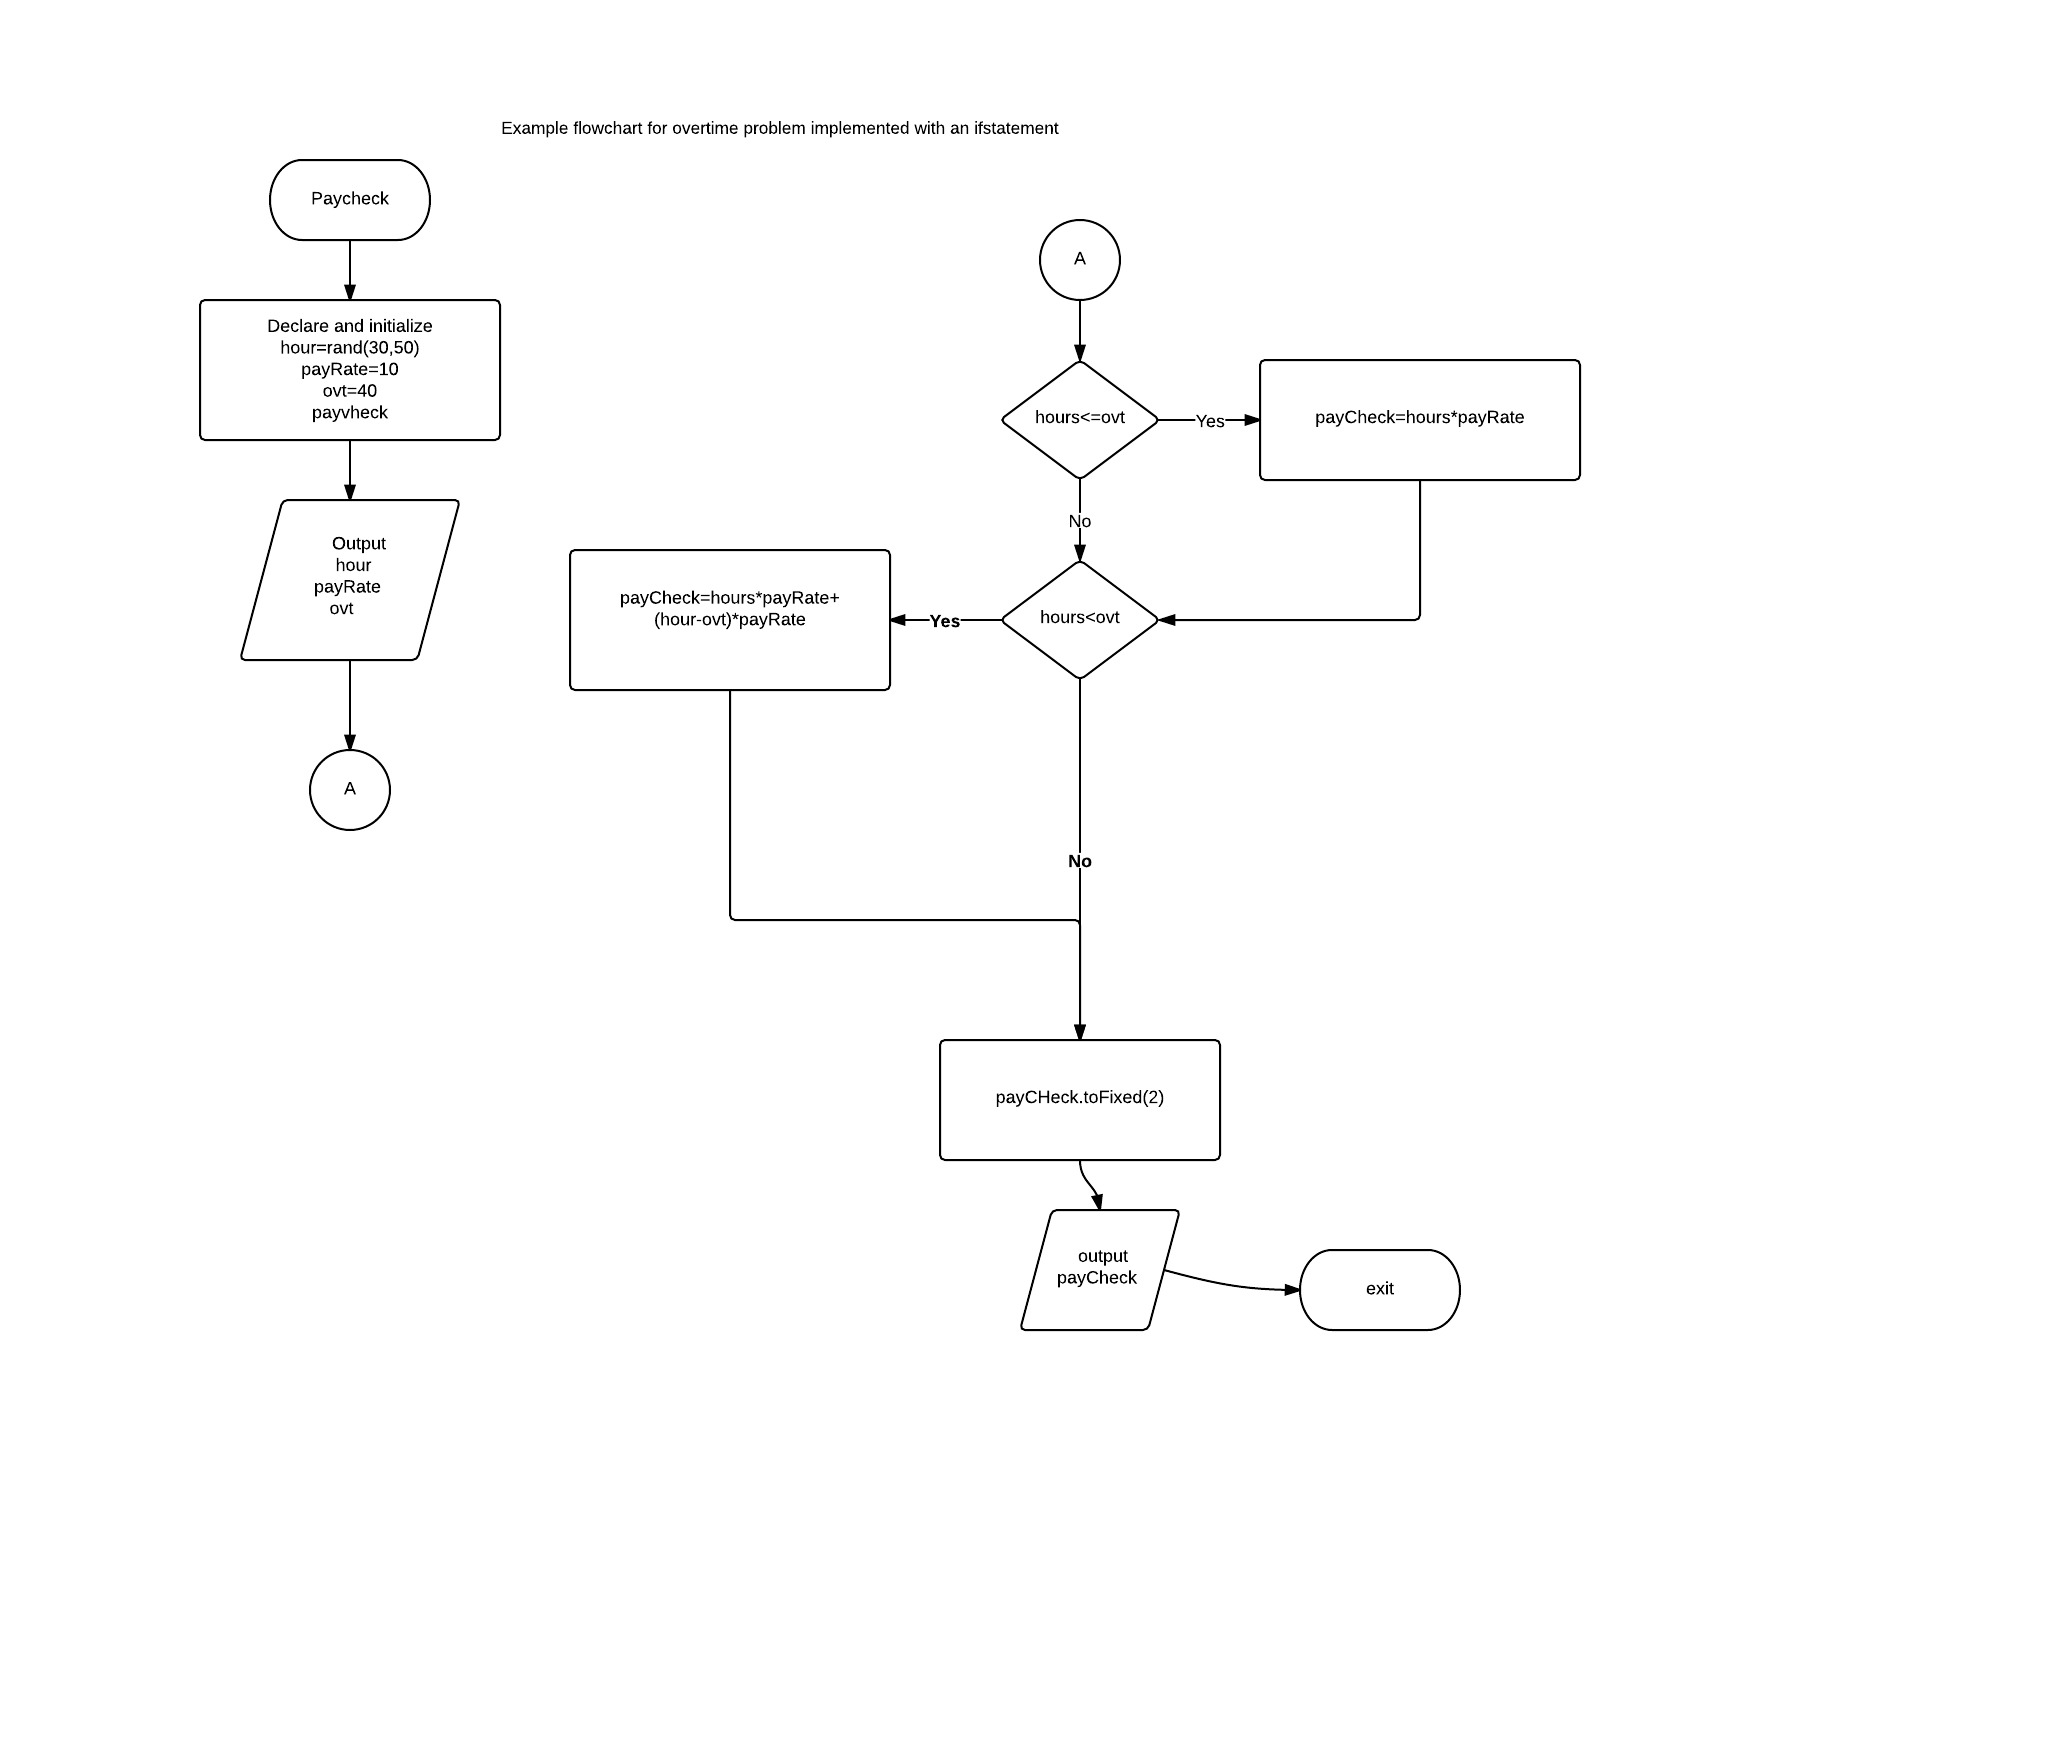 Example flowchart for overtime problem implemented with an ifstatement
Paycheck
Declare and initialize
hour=rand(30,50)
payRate=10
ovt=40
payvheck
Output
hour
payRate
ovt
A
A
hours<=ovt
Yes
payCheck=hours*payRate
No
hours<ovt
Yes
payCheck=hours*payRate+
(hour-ovt)*payRate
No
payCHeck.toFixed(2)
output
payCheck
exit